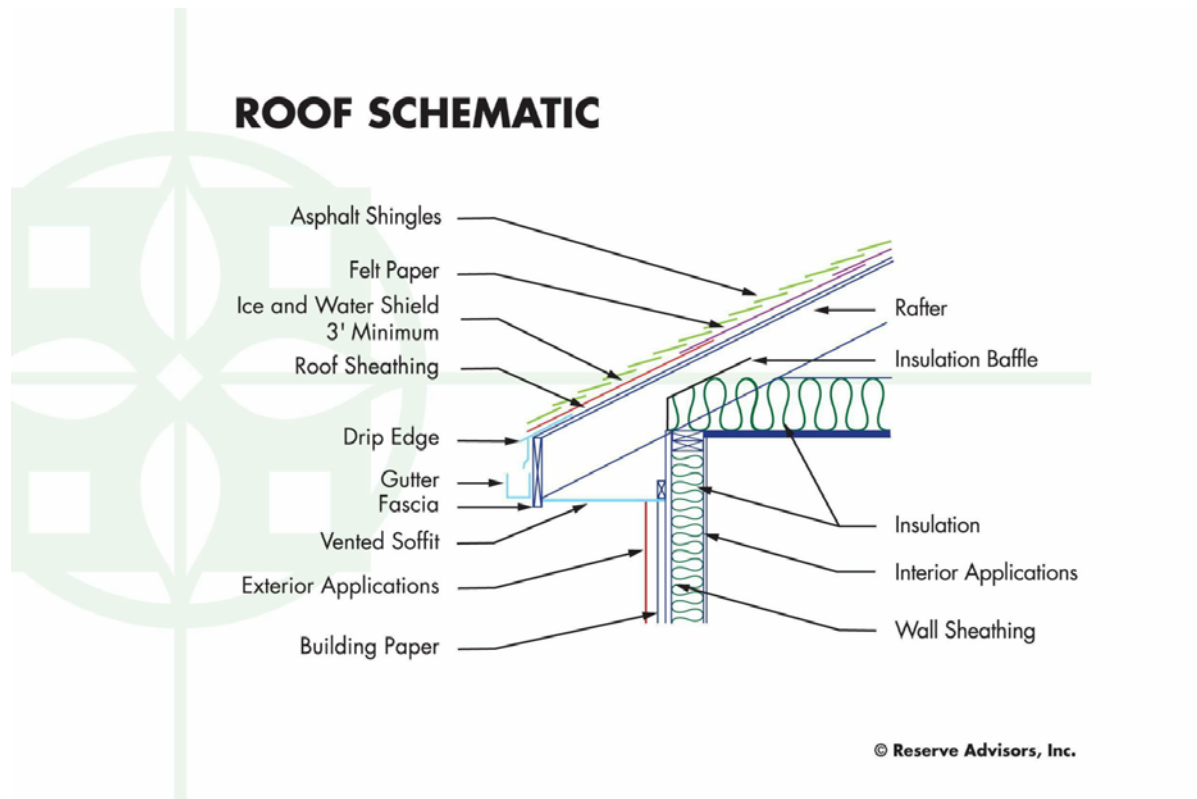 ROOF SCHEMATIC
Asphalt Shingles
Felt Paper
Ice and Water Shield
3' Minimum
Roof Sheathing
Drip Edge
Gutter
Fascia
Vented Soffit
Exterior Applications
Building Paper
Rafter
Insulation Baffle
Insulation
Interior Applications
Wall Sheathing
© Reserve Advisors, Inc.